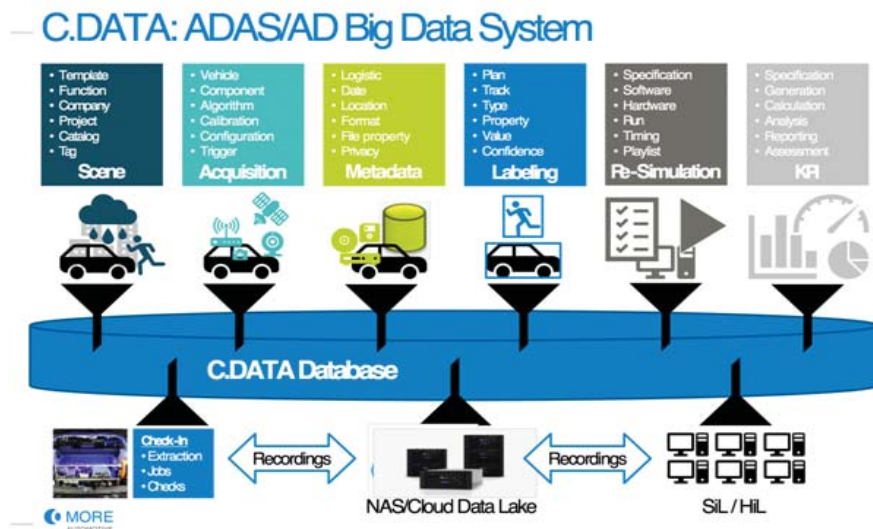 C.DATA: ADAS/AD Big Data System
• Template
• Function
• Company
• Project
• Catalog
• Tag
Scene
• Vehicle
• Component
• Algorithm
• Calibration
• Configuration
• Trigger
Acquisition
• Logistic
• Date
• Location
• Format
• File property
• Privacy
Metadata
• Plan
• Track
• Type
• Property
• Value
• Confidence
Labeling
• Specification
• Software
• Hardware
• Run
• Timing
• Playlist
Re-Simulation
• Specification
• Generation
• Calculation
• Analysis
• Reporting
• Assessment
KPI
C.DATA Database
Check-In
• Extraction
• Jobs
• Checks
Recordings
NAS/Cloud Data Lake
Recordings
SiL / HiL
MORE
AUTOMOTIVE